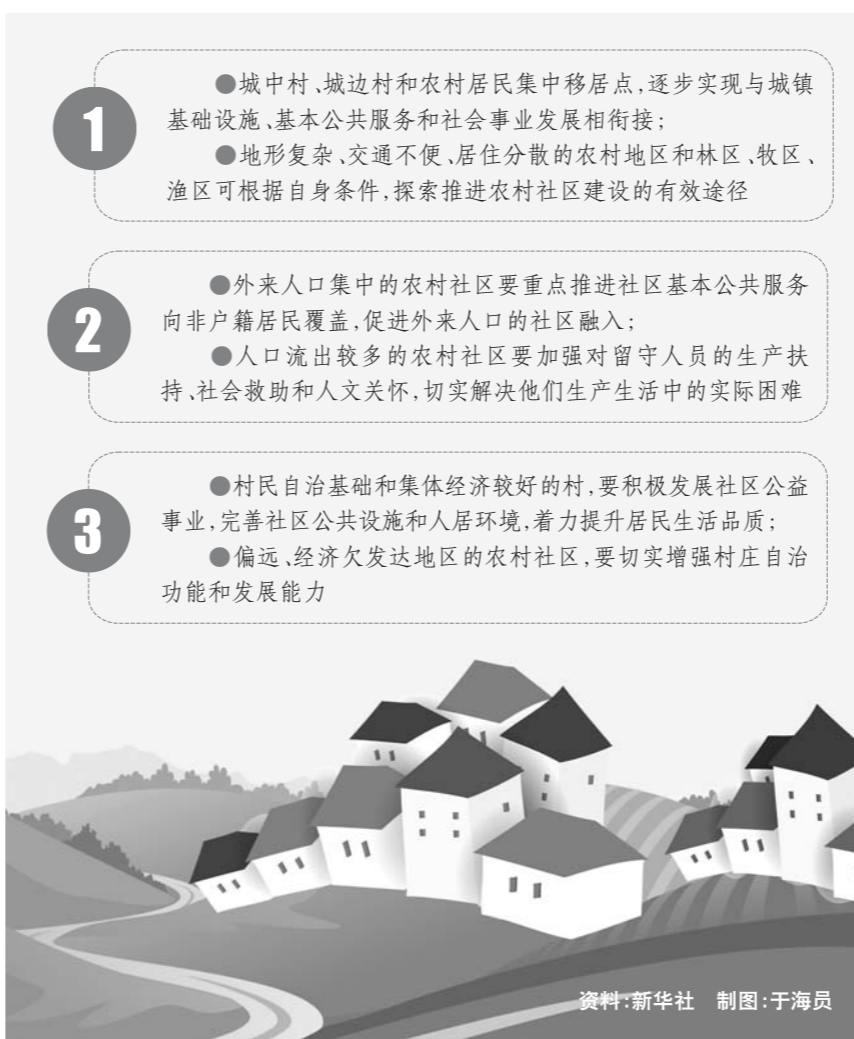 1
●城中村、城边村和农村居民集中移居点,逐步实现与城镇
基础设施、基本公共服务和社会事业发展相衔接;
●地形复杂、交通不便、居住分散的农村地区和林区、牧区、
渔区可根据自身条件,探索推进农村社区建设的有效途径
2
●外来人口集中的农村社区要重点推进社区基本公共服务
向非户籍居民覆盖,促进外来人口的社区融入;
●人口流出较多的农村社区要加强对留守人员的生产扶
持、社会救助和人文关怀,切实解决他们生产生活中的实际困难
3
●村民自治基础和集体经济较好的村,要积极发展社区公益
事业,完善社区公共设施和人居环境,着力提升居民生活品质;
●偏远、经济欠发达地区的农村社区,要切实增强村庄自治
功能和发展能力
资料:新华社 制图:于海员